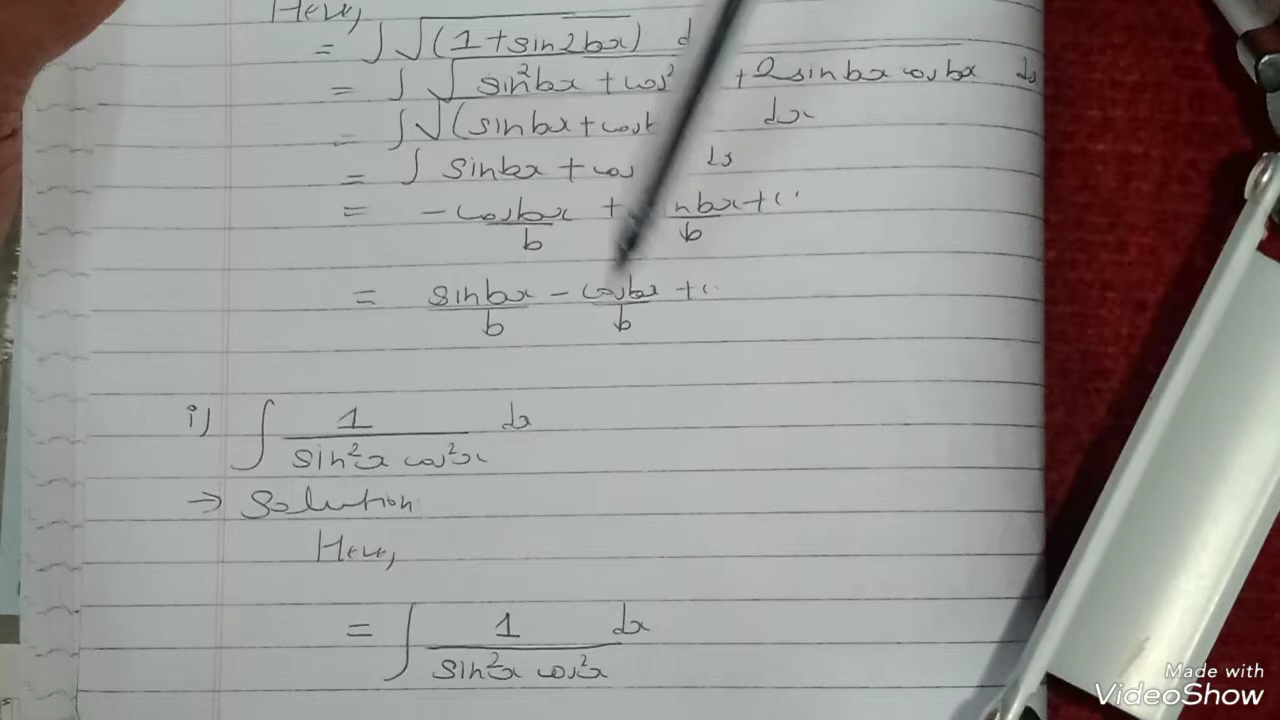 Here,
= ∫ √(1+sin2bx) d
= ∫ √sin²bx + cos² +2sinbx cosbx dx
= ∫ √(sinbx + cosb dx
= ∫ sinbx + cos dx
= -cosbx/b + nbx/b + c
= sinbx/b - cosbx/b + c
i) ∫ 1/sin²x cos²x dx
→ Solution
Here,
= ∫ 1/sin²x cos²x dx
Made with
VideoShow